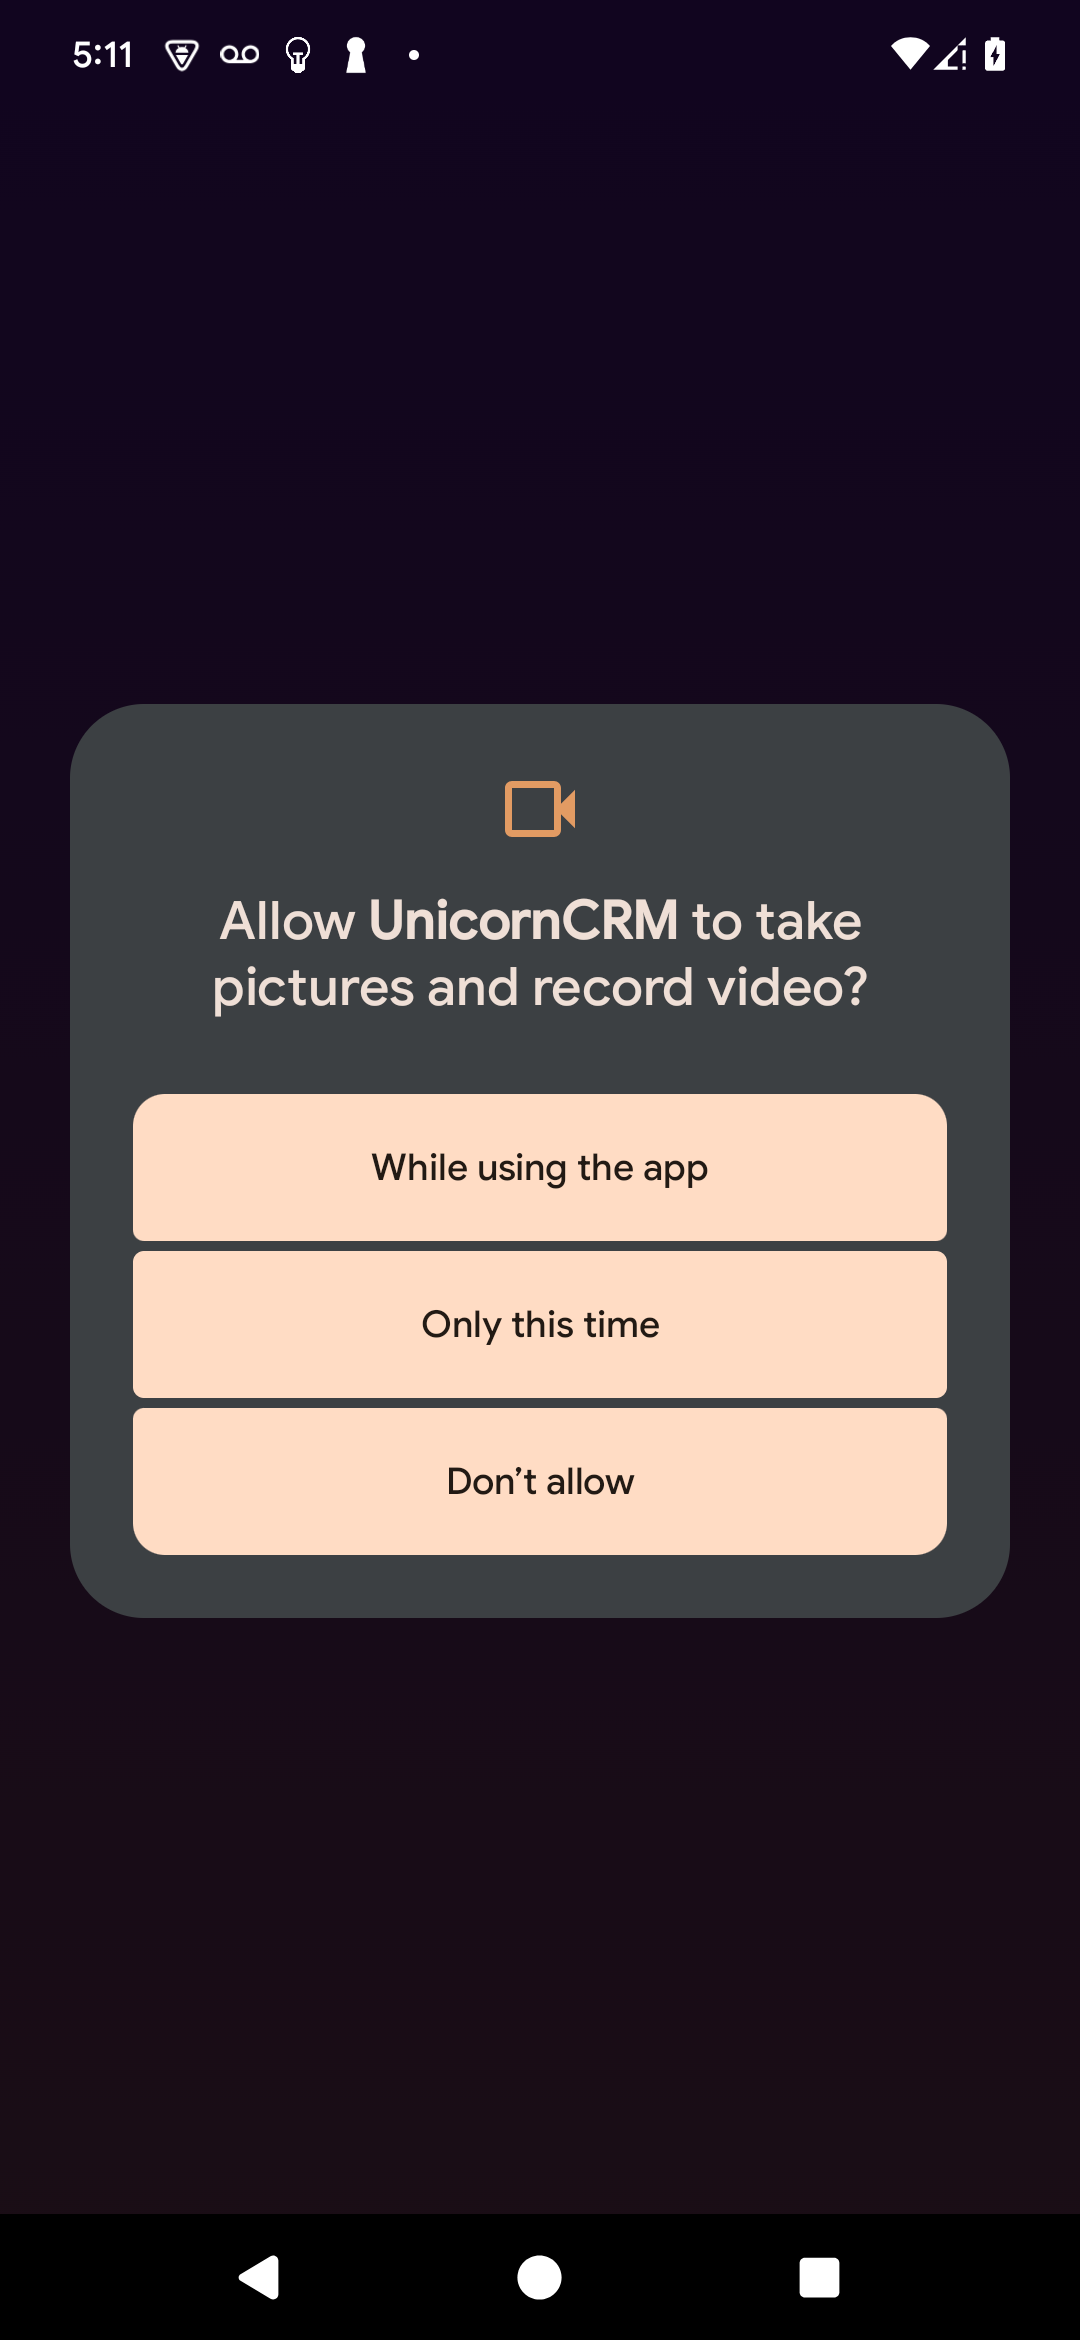 5:11
Allow UnicornCRM to take
pictures and record video?
While using the app
Only this time
Don’t allow